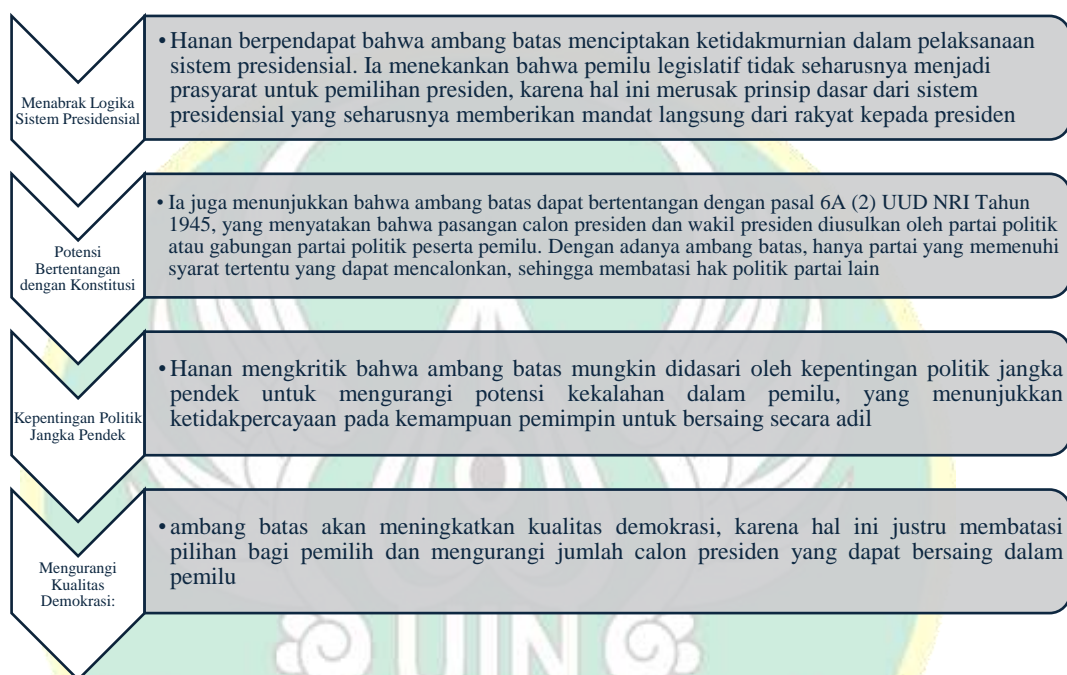 Menabrak Logika
Sistem Presidensial
• Hanan berpendapat bahwa ambang batas menciptakan ketidakmurnian dalam pelaksanaan
sistem presidensial. Ia menekankan bahwa pemilu legislatif tidak seharusnya menjadi
prasyarat untuk pemilihan presiden, karena hal ini merusak prinsip dasar dari sistem
presidensial yang seharusnya memberikan mandat langsung dari rakyat kepada presiden
Potensi
Bertentangan
dengan Konstitusi
• Ia juga menunjukkan bahwa ambang batas dapat bertentangan dengan pasal 6A (2) UUD NRI Tahun
1945, yang menyatakan bahwa pasangan calon presiden dan wakil presiden diusulkan oleh partai politik
atau gabungan partai politik peserta pemilu. Dengan adanya ambang batas, hanya partai yang memenuhi
syarat tertentu yang dapat mencalonkan, sehingga membatasi hak politik partai lain
Kepentingan Politik
Jangka Pendek
• Hanan mengkritik bahwa ambang batas mungkin didasari oleh kepentingan politik jangka
pendek untuk mengurangi potensi kekalahan dalam pemilu, yang menunjukkan
ketidakpercayaan pada kemampuan pemimpin untuk bersaing secara adil
Mengurangi
Kualitas
Demokrasi:
• ambang batas akan meningkatkan kualitas demokrasi, karena hal ini justru membatasi
pilihan bagi pemilih dan mengurangi jumlah calon presiden yang dapat bersaing dalam
pemilu
UIN